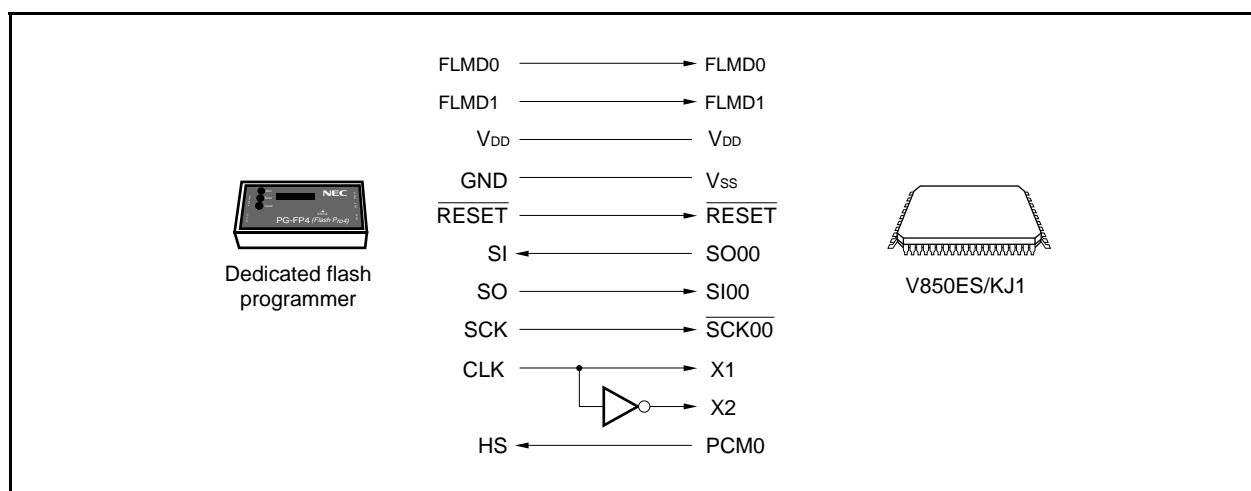 FLMD0 FLMD0
FLMD1 FLMD1
VDD VDD
GND VSS
RESET RESET
SI SO00
SO SI00
SCK SCK00
CLK X1
X2
HS PCM0
NEC
PG-FP4 (Flash Pro4)
Dedicated flash
programmer
V850ES/KJ1